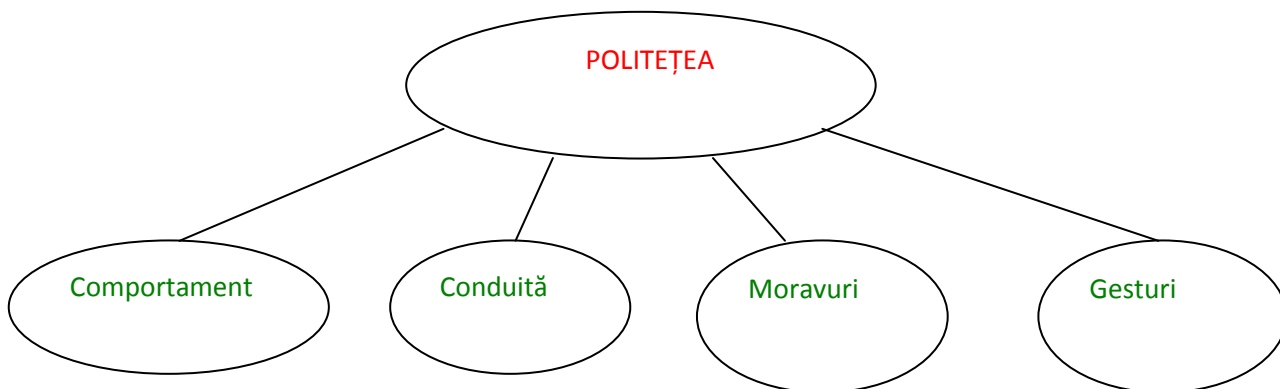 POLITEȚEA
Comportament
Conduită
Moravuri
Gesturi